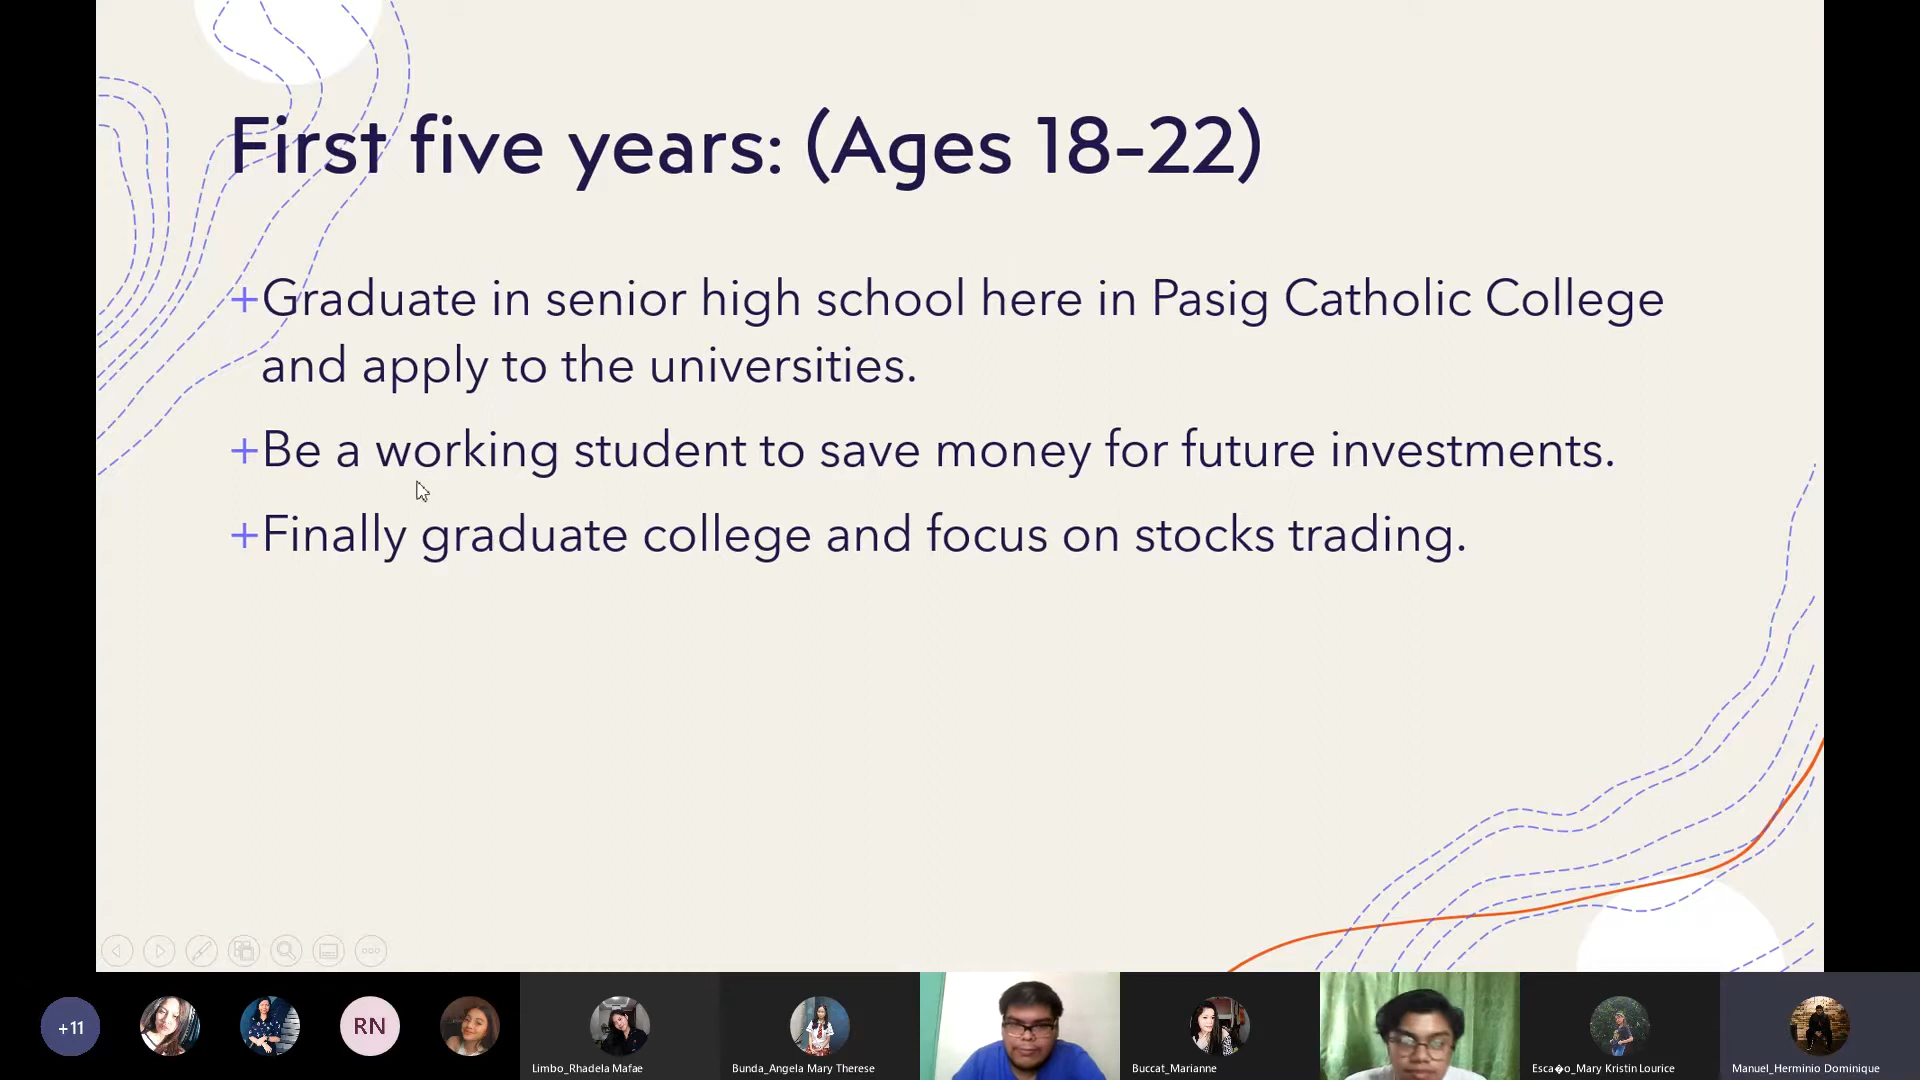 First five years: (Ages 18-22)
+Graduate in senior high school here in Pasig Catholic College
and apply to the universities.
+Be a working student to save money for future investments.
+Finally graduate college and focus on stocks trading.
+11
RN
Limbo_Rhadela Mafae
Bunda_Angela Mary Therese
Buccat_Marianne
Esca�o_Mary Kristin Lourice
Manuel_Herminio Dominique